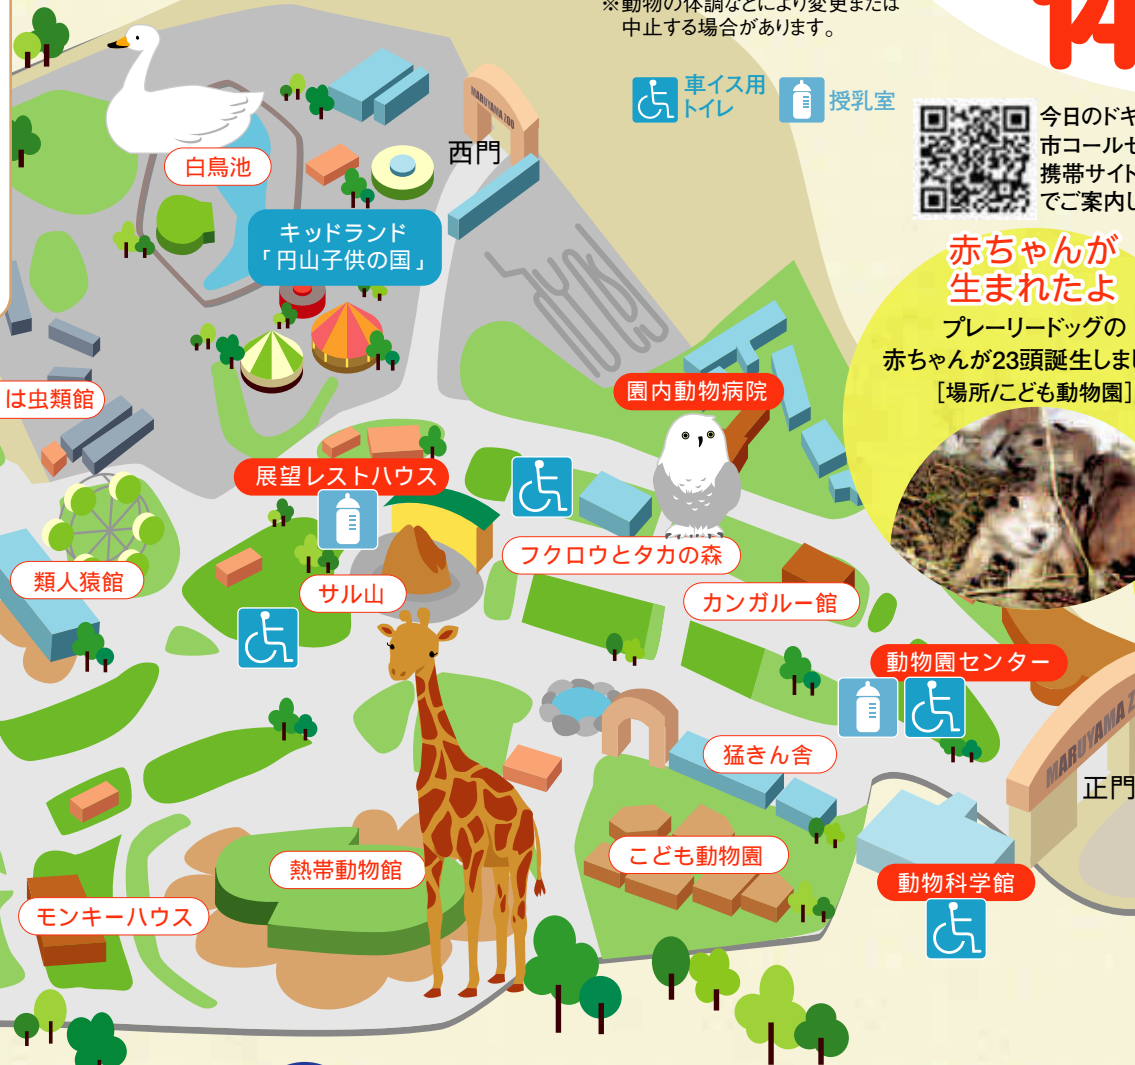 ※動物の体調などにより変更または
中止する場合があります。
車イス用
トイレ
授乳室
今日のドキ
市コールセ
携帯サイト
でご案内し
赤ちゃんが
生まれたよ
プレーリードッグの
赤ちゃんが23頭誕生しまし
[場所/こども動物園]
MARUYAMA ZOO
西門
白鳥池
キッドランド
「円山子供の国」
は虫類館
園内動物病院
展望レストハウス
フクロウとタカの森
類人猿館
サル山
カンガルー館
動物園センター
猛きん舎
MARUYAMA Z
正門
こども動物園
熱帯動物館
動物科学館
モンキーハウス